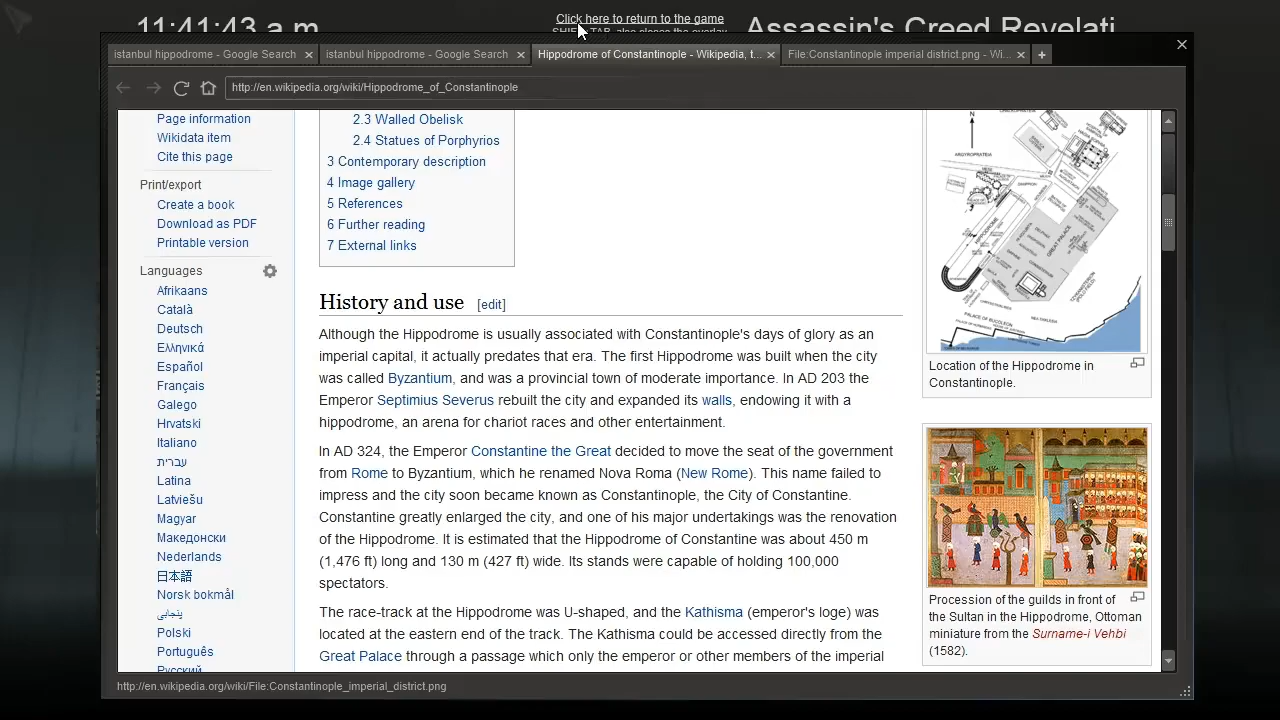 11:41:43 a.m
Click here to return to the game
Assassin's Creed Revelati
SHIFT+TAB also closes the overlay
istanbul hippodrome - Google Search
istanbul hippodrome - Google Search
Hippodrome of Constantinople - Wikipedia, t...
File:Constantinople imperial district.png - Wi...
http://en.wikipedia.org/wiki/Hippodrome_of_Constantinople
Page information
Wikidata item
Cite this page
Print/export
Create a book
Download as PDF
Printable version
Languages
Afrikaans
Català
Deutsch
Ελληνικά
Español
Français
Galego
Hrvatski
Italiano
עברית
Latina
Latviešu
Magyar
Македонски
Nederlands
日本語
Norsk bokmål
پنجابی
Polski
Português
Русский
2.3 Walled Obelisk
2.4 Statues of Porphyrios
3 Contemporary description
4 Image gallery
5 References
6 Further reading
7 External links
History and use [edit]
Although the Hippodrome is usually associated with Constantinople's days of glory as an
imperial capital, it actually predates that era. The first Hippodrome was built when the city
was called Byzantium, and was a provincial town of moderate importance. In AD 203 the
Emperor Septimius Severus rebuilt the city and expanded its walls, endowing it with a
hippodrome, an arena for chariot races and other entertainment.
In AD 324, the Emperor Constantine the Great decided to move the seat of the government
from Rome to Byzantium, which he renamed Nova Roma (New Rome). This name failed to
impress and the city soon became known as Constantinople, the City of Constantine.
Constantine greatly enlarged the city, and one of his major undertakings was the renovation
of the Hippodrome. It is estimated that the Hippodrome of Constantine was about 450 m
(1,476 ft) long and 130 m (427 ft) wide. Its stands were capable of holding 100,000
spectators.
The race-track at the Hippodrome was U-shaped, and the Kathisma (emperor's loge) was
located at the eastern end of the track. The Kathisma could be accessed directly from the
Great Palace through a passage which only the emperor or other members of the imperial
N
ARGYROPRATEIA
HIPPODROME
GREAT PALACE
PALACE OF BUCOLEON
Location of the Hippodrome in
Constantinople.
Procession of the guilds in front of
the Sultan in the Hippodrome, Ottoman
miniature from the Surname-i Vehbi
(1582).
http://en.wikipedia.org/wiki/File:Constantinople_imperial_district.png